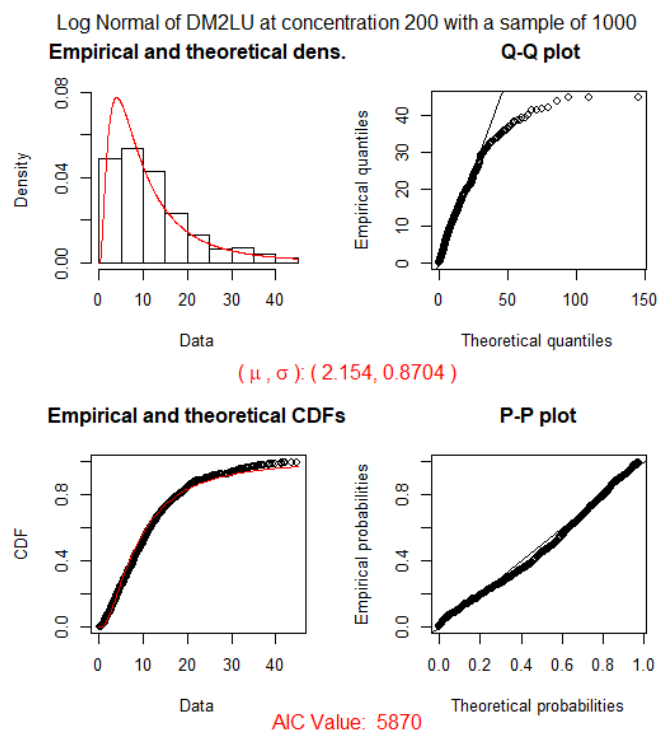 Log Normal of DM2LU at concentration 200 with a sample of 1000
Empirical and theoretical dens.
Density
0.00 0.04 0.08
0 10 20 30 40
Data
Q-Q plot
Empirical quantiles
0 10 20 30 40
0 50 100 150
Theoretical quantiles
( μ , σ ): ( 2.154, 0.8704 )
Empirical and theoretical CDFs
CDF
0.0 0.4 0.8
0 10 20 30 40
Data
P-P plot
Empirical probabilities
0.0 0.4 0.8
0.0 0.2 0.4 0.6 0.8 1.0
Theoretical probabilities
AIC Value: 5870